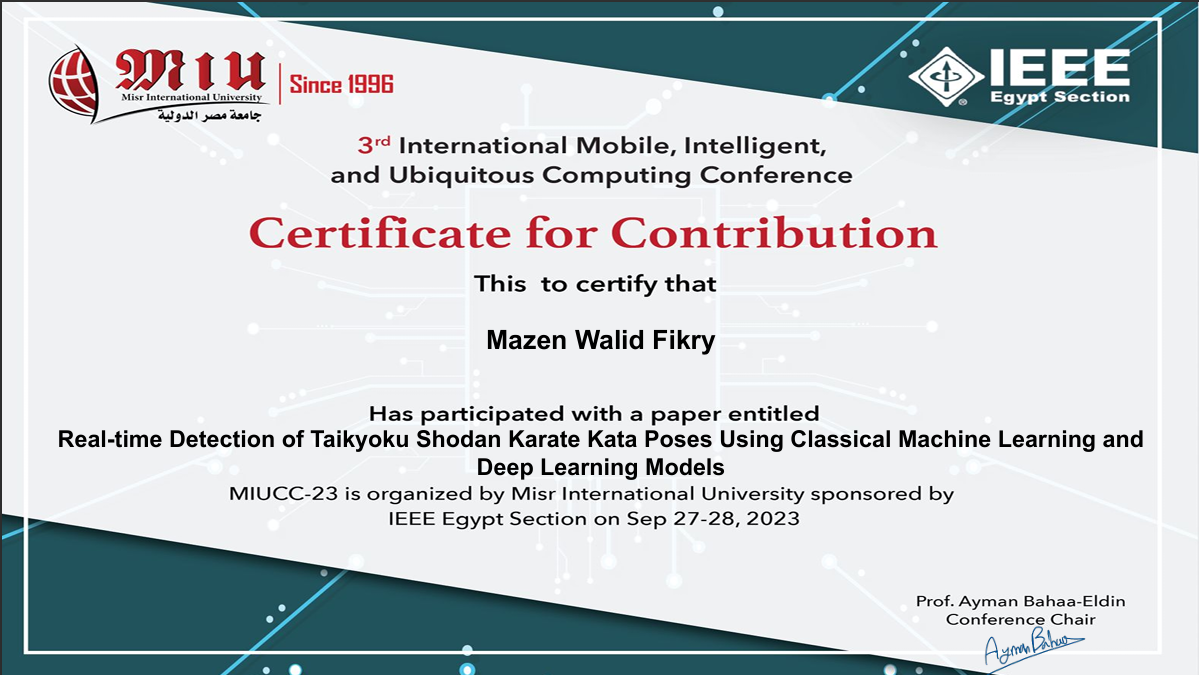 MIU
Since 1996
Misr International University
جامعة مصر الدولية
IEEE
®
Egypt Section
3rd International Mobile, Intelligent,
and Ubiquitous Computing Conference
Certificate for Contribution
This  to certify that
Mazen Walid Fikry
Has participated with a paper entitled
Real-time Detection of Taikyoku Shodan Karate Kata Poses Using Classical Machine Learning and
Deep Learning Models
MIUCC-23 is organized by Misr International University sponsored by
IEEE Egypt Section on Sep 27-28, 2023
Prof. Ayman Bahaa-Eldin
Conference Chair
Ayman Bahaa